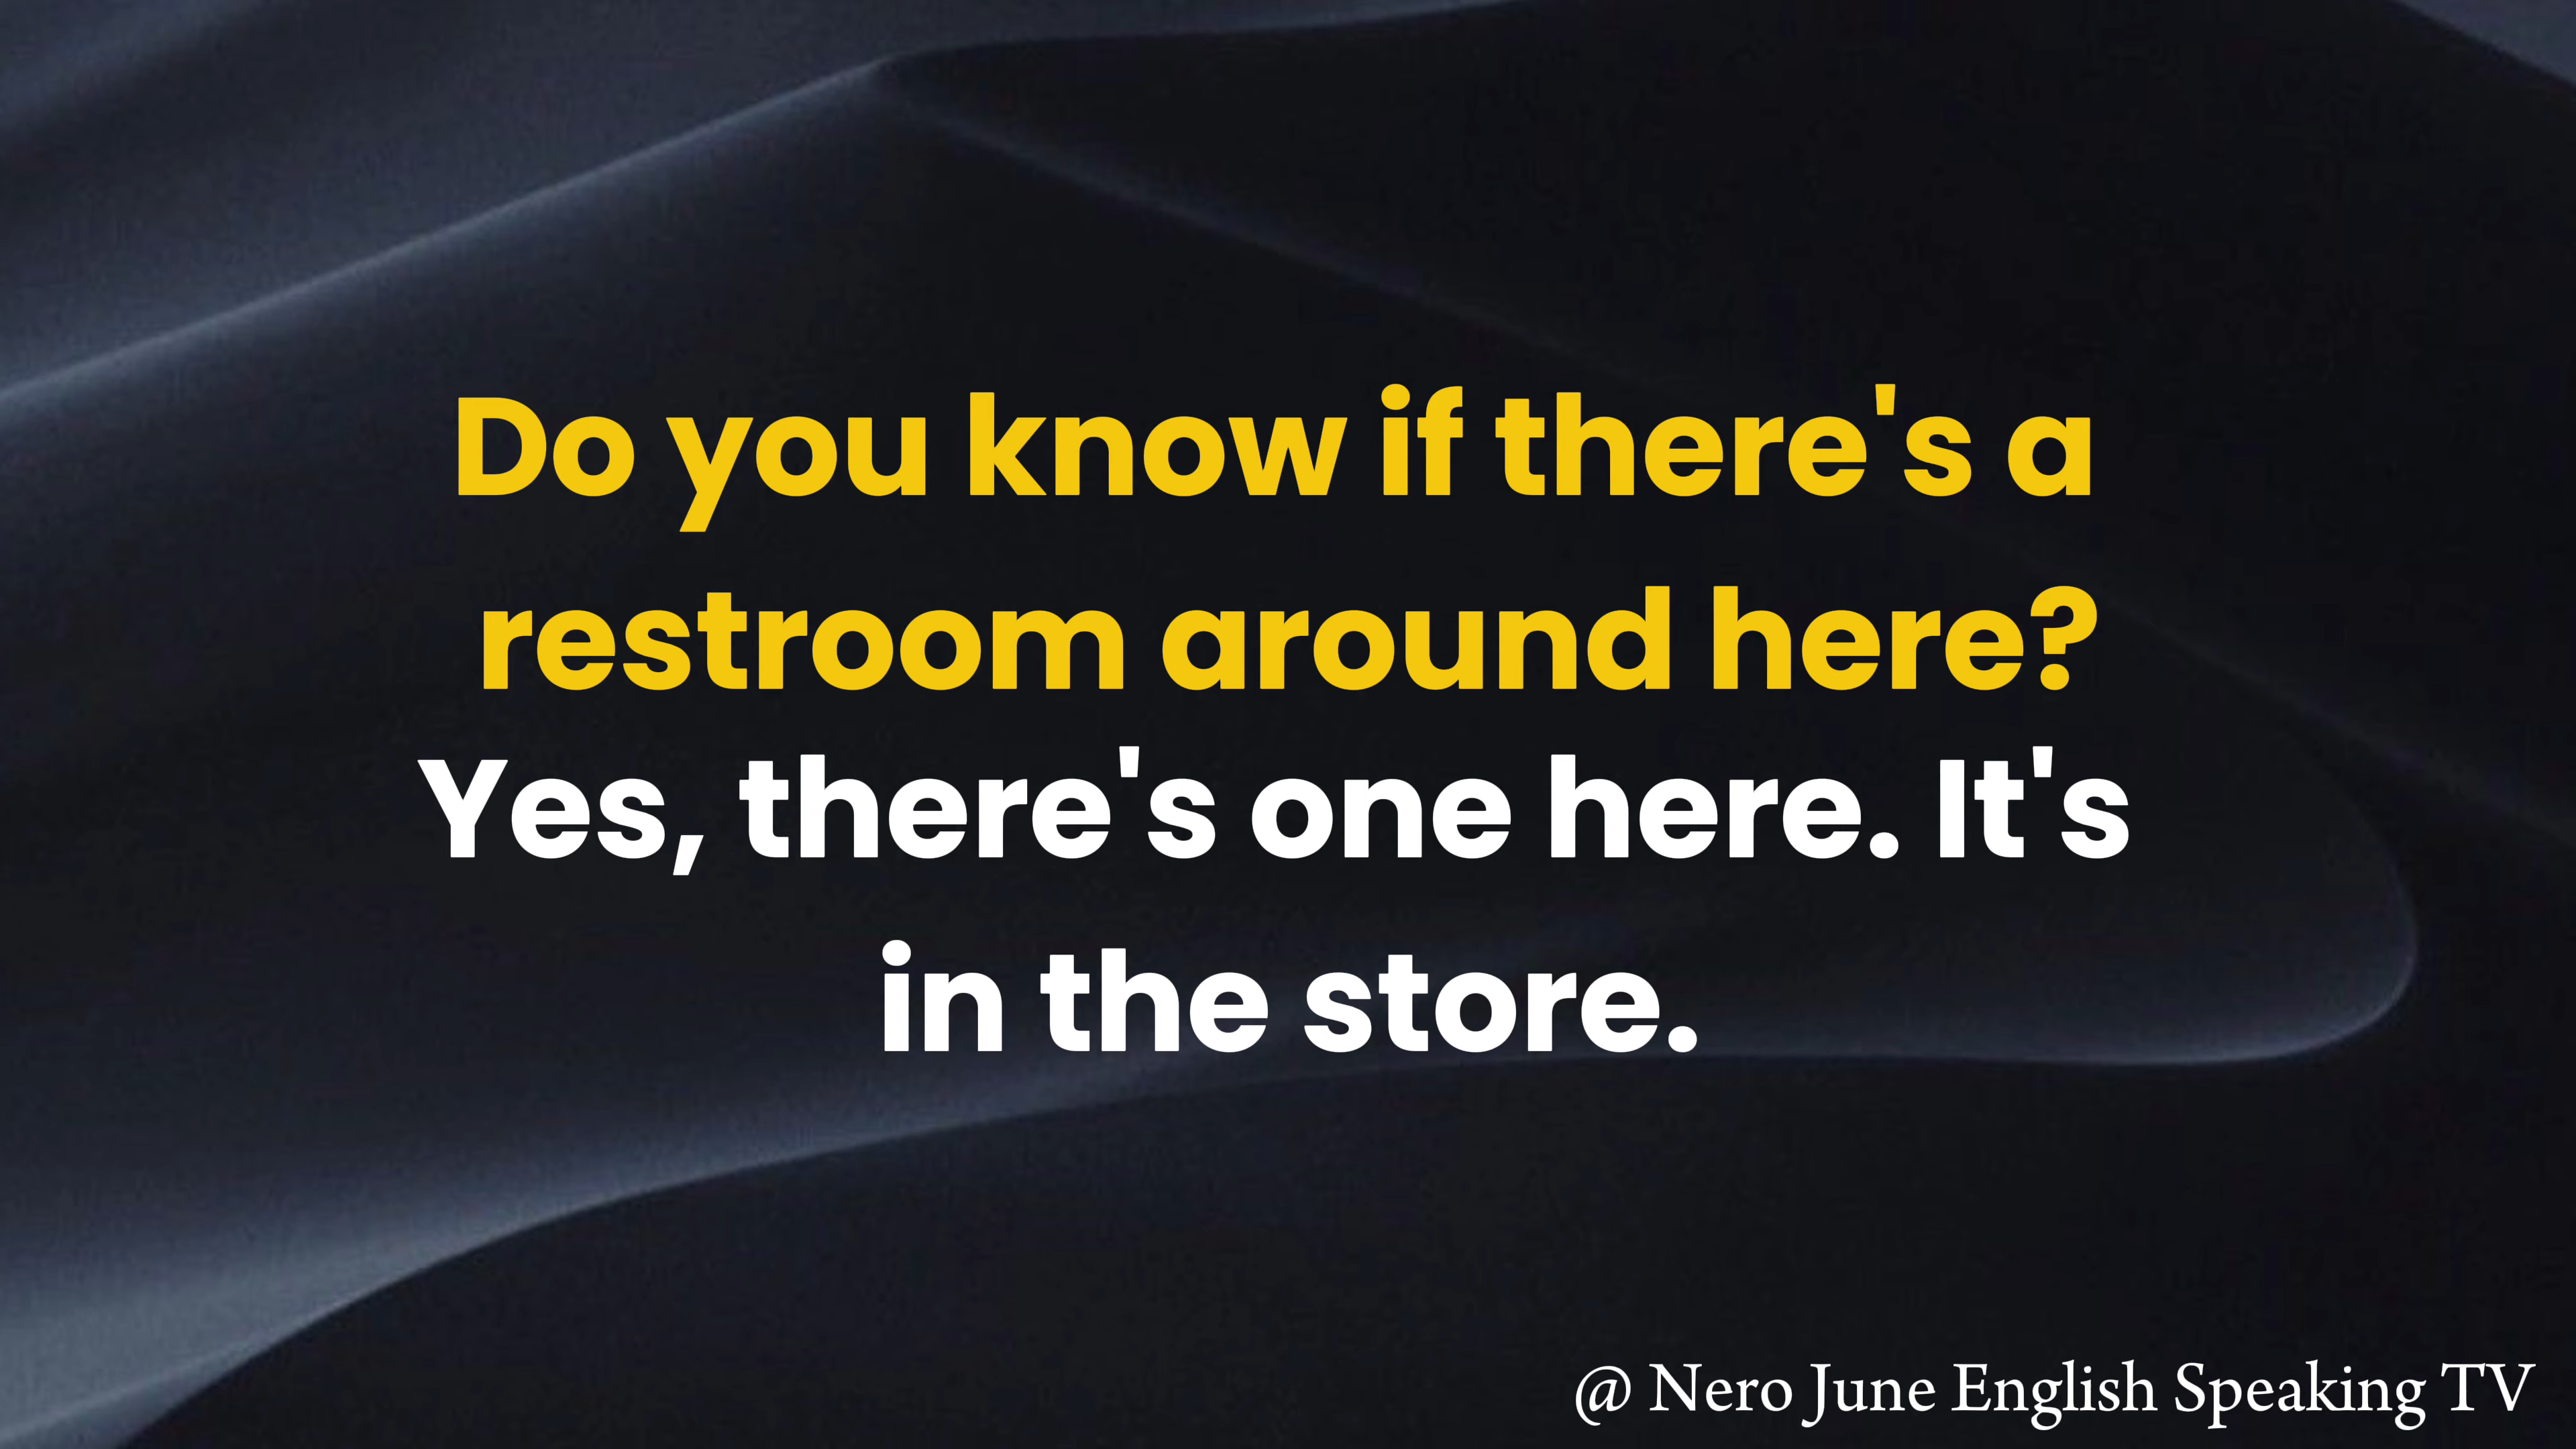 Do you know if there's a
restroom around here?
Yes, there's one here. It's
in the store.
@ Nero June English Speaking TV